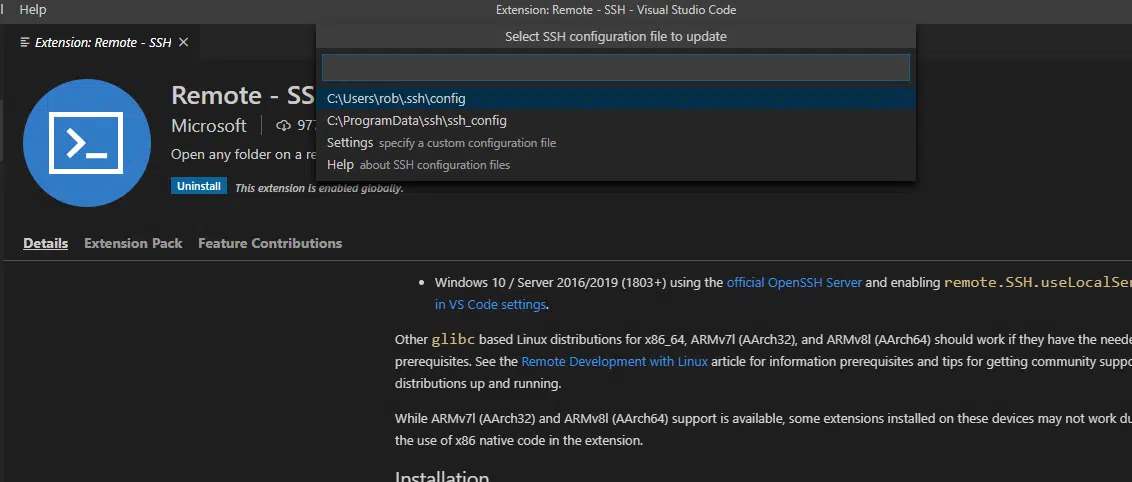 Help
Extension: Remote - SSH - Visual Studio Code
Extension: Remote - SSH
Select SSH configuration file to update
C:\Users\rob\.ssh\config
C:\ProgramData\ssh\ssh_config
Settings specify a custom configuration file
Help about SSH configuration files
Remote - SS
Microsoft 977
Open any folder on a re
Uninstall This extension is enabled globally.
Details Extension Pack Feature Contributions
• Windows 10 / Server 2016/2019 (1803+) using the official OpenSSH Server and enabling remote.SSH.useLocalSer
in VS Code settings.
Other glibc based Linux distributions for x86_64, ARMv7l (AArch32), and ARMv8l (AArch64) should work if they have the neede
prerequisites. See the Remote Development with Linux article for information prerequisites and tips for getting community suppo
distributions up and running.
While ARMv7l (AArch32) and ARMv8l (AArch64) support is available, some extensions installed on these devices may not work du
the use of x86 native code in the extension.
Installation